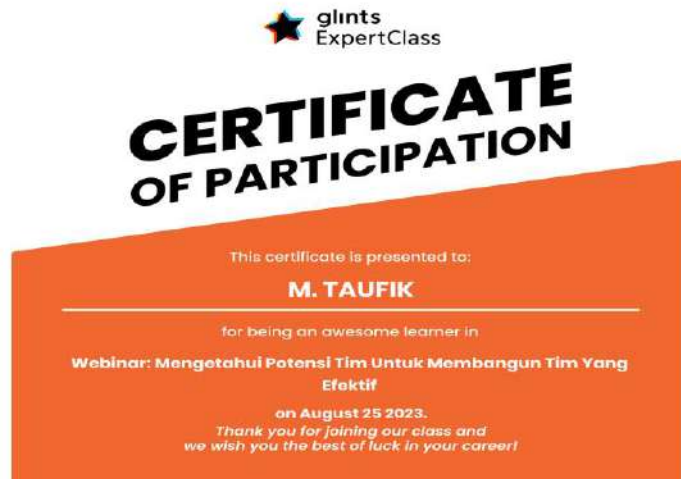 glints
ExpertClass
CERTIFICATE
OF PARTICIPATION
This certificate is presented to:
M. TAUFIK
for being an awesome learner in
Webinar: Mengetahui Potensi Tim Untuk Membangun Tim Yang
Efektif
on August 25 2023.
Thank you for joining our class and
we wish you the best of luck in your career!